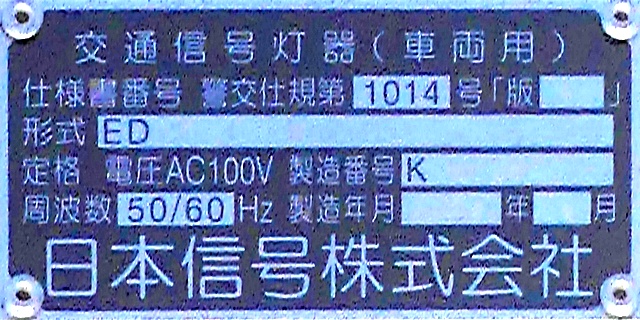 交通信号灯器(車両用)
仕様書番号 警交仕規第 1014 号「版 」
形式 ED
定格 電圧AC100V 製造番号 K
周波数 50/60 Hz 製造年月 年 月
日本信号株式会社